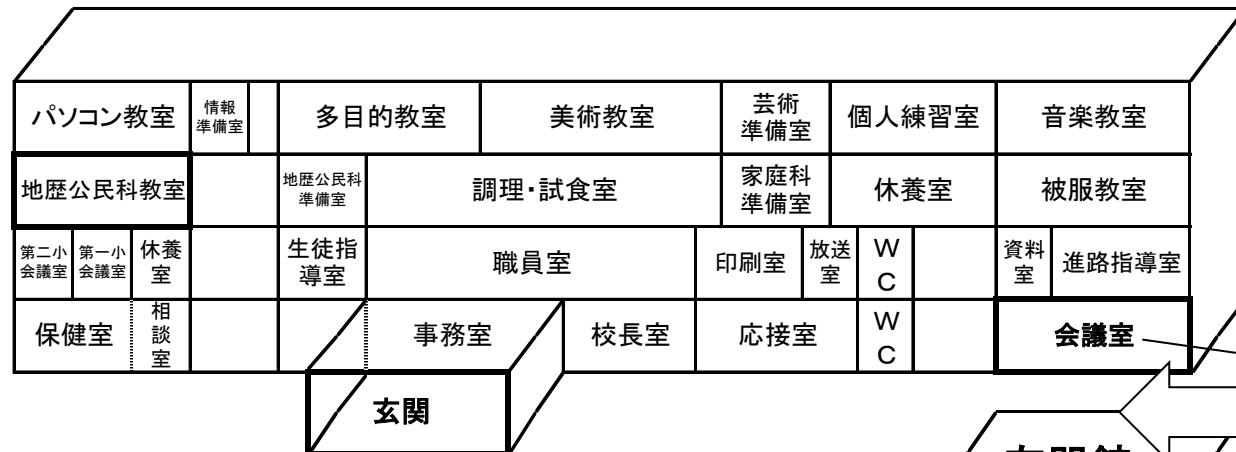 パソコン教室
情報
準備室
多目的教室
美術教室
芸術
準備室
個人練習室
音楽教室
地歴公民科教室
地歴公民科
準備室
調理・試食室
家庭科
準備室
休養室
被服教室
第二小
会議室
第一小
会議室
休養
室
生徒指
導室
職員室
印刷室
放送
室
W
C
資料
室
進路指導室
保健室
相
談
室
事務室
校長室
応接室
W
C
会議室
玄関